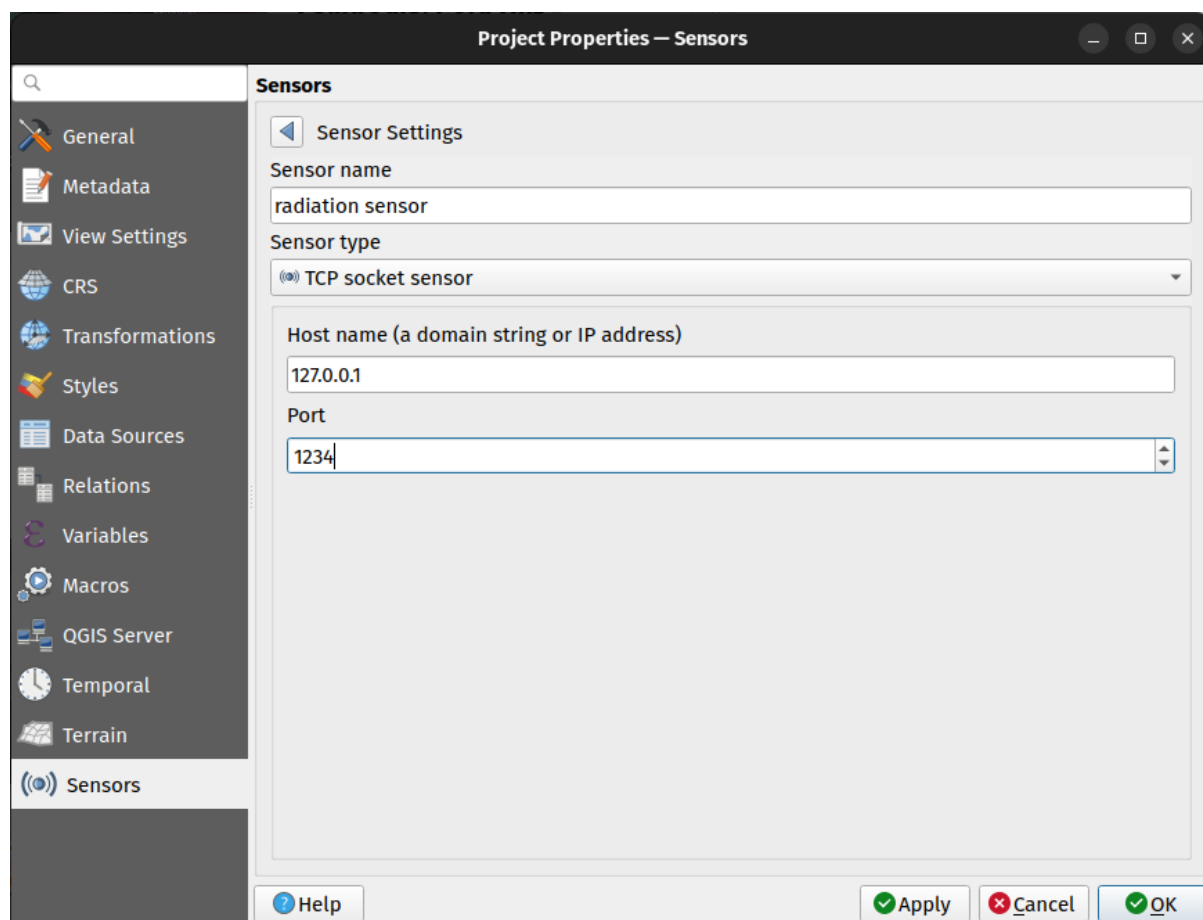 Project Properties — Sensors
Sensors
General
Metadata
View Settings
CRS
Transformations
Styles
Data Sources
Relations
Variables
Macros
QGIS Server
Temporal
Terrain
Sensors
Sensor Settings
Sensor name
radiation sensor
Sensor type
TCP socket sensor
Host name (a domain string or IP address)
127.0.0.1
Port
1234
Help
Apply
Cancel
OK